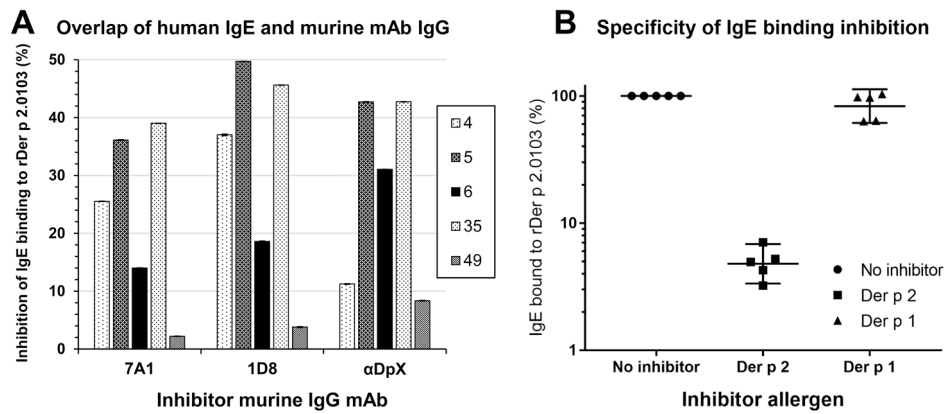 A
Overlap of human IgE and murine mAb IgG
Inhibition of IgE binding to rDer p 2.0103 (%)
50
40
30
20
10
0
7A1
1D8
αDpX
Inhibitor murine IgG mAb
4
5
6
35
49
B
Specificity of IgE binding inhibition
IgE bound to rDer p 2.0103 (%)
100
10
1
No inhibitor
Der p 2
Der p 1
No inhibitor
Der p 2
Der p 1
Inhibitor allergen